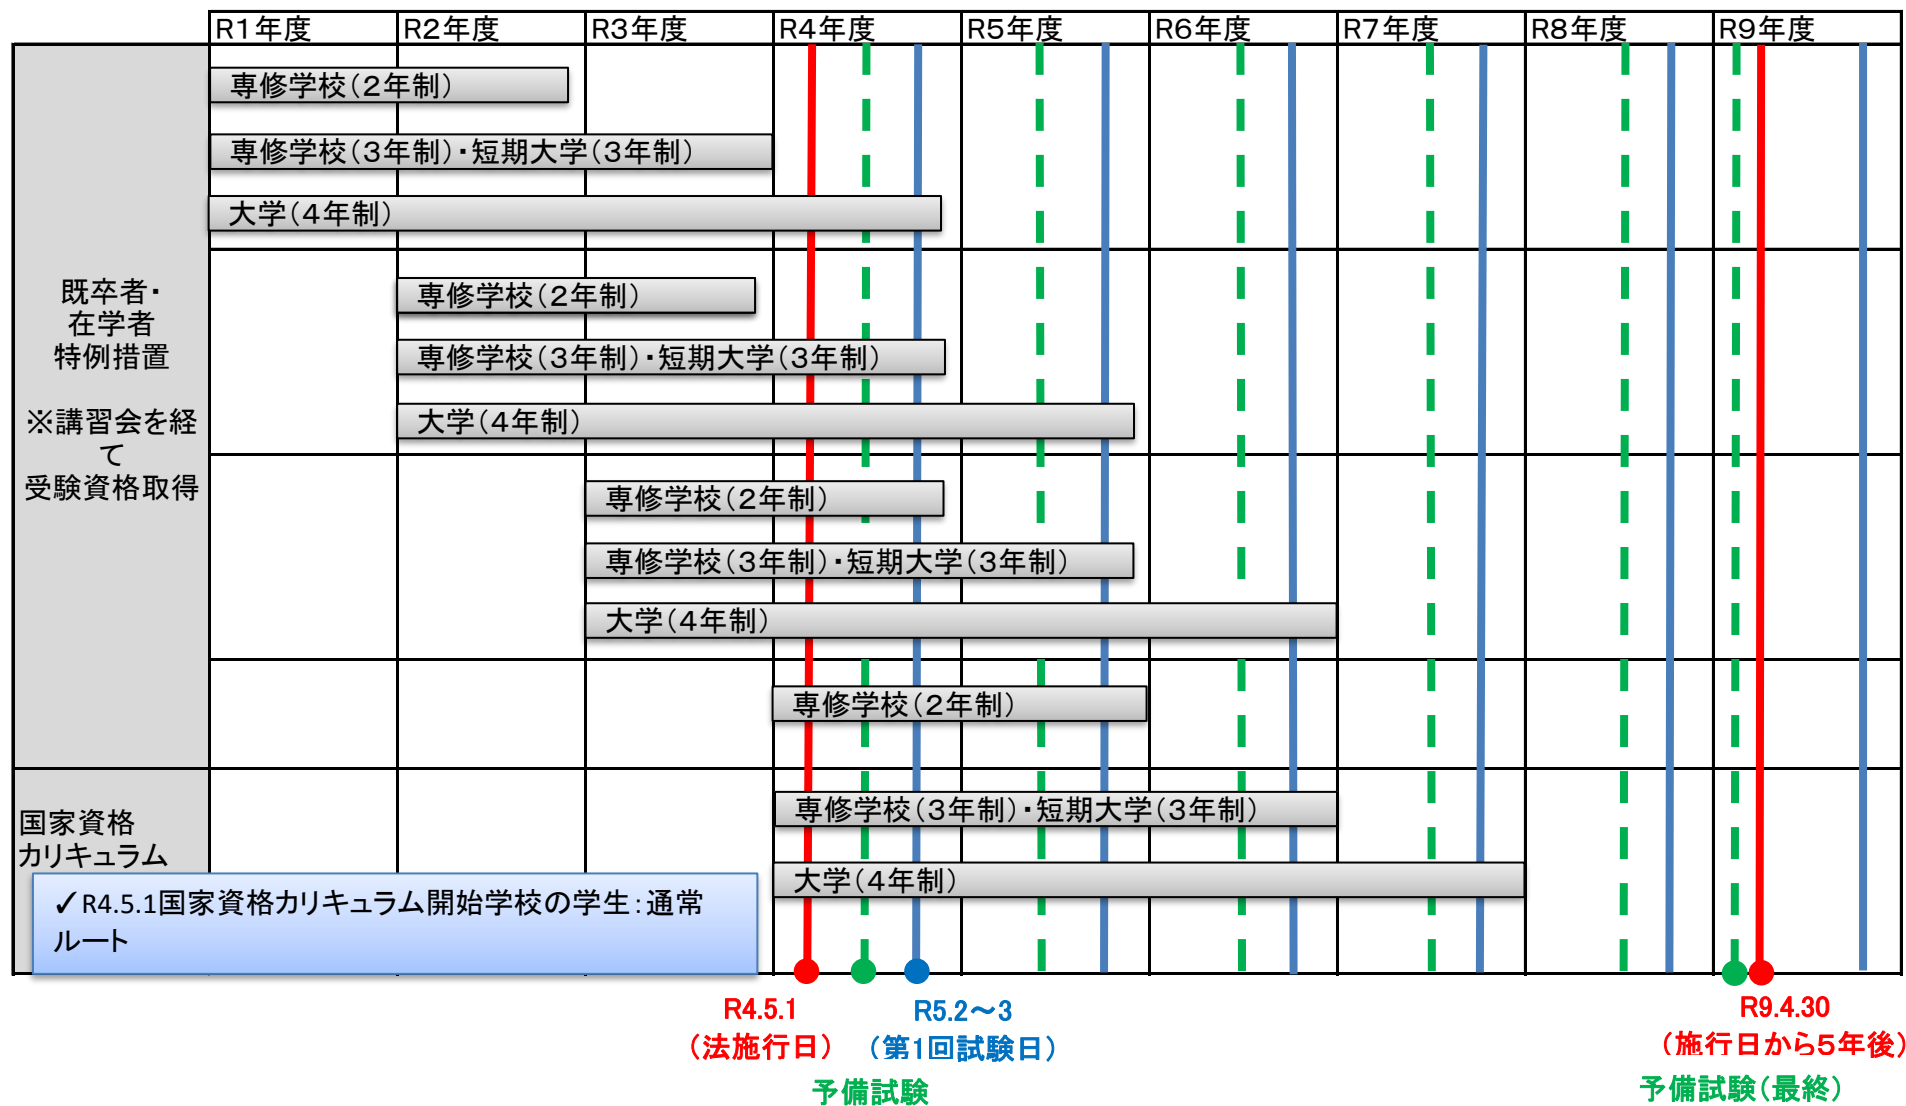 R1年度
R2年度
R3年度
R4年度
R5年度
R6年度
R7年度
R8年度
R9年度
既卒者・
在学者
特例措置
※講習会を経
て
受験資格取得
専修学校(2年制)
専修学校(3年制)・短期大学(3年制)
大学(4年制)
専修学校(2年制)
専修学校(3年制)・短期大学(3年制)
大学(4年制)
専修学校(2年制)
専修学校(3年制)・短期大学(3年制)
大学(4年制)
専修学校(2年制)
国家資格
カリキュラム
専修学校(3年制)・短期大学(3年制)
大学(4年制)
✓R4.5.1国家資格カリキュラム開始学校の学生：通常
ルート
R4.5.1
(法施行日)
R5.2～3
(第1回試験日)
予備試験
R9.4.30
(施行日から5年後)
予備試験(最終)